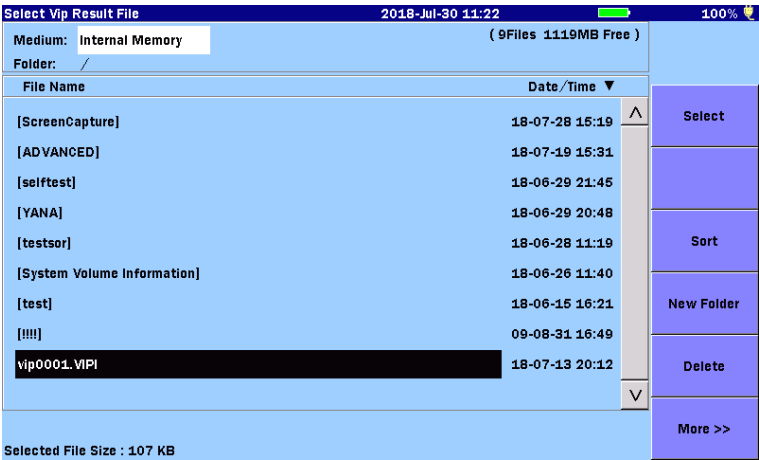 Select Vip Result File 2018-Jul-30 11:22 100%
Medium: Internal Memory ( 9Files 1119MB Free )
Folder: /
File Name Date/Time ▼
[ScreenCapture] 18-07-28 15:19
[ADVANCED] 18-07-19 15:31
[selftest] 18-06-29 21:45
[YANA] 18-06-29 20:48
[testsor] 18-06-28 11:19
[System Volume Information] 18-06-26 11:40
[test] 18-06-15 16:21
[!!!!] 09-08-31 16:49
vip0001.VIPI 18-07-13 20:12
Selected File Size : 107 KB
Select
Sort
New Folder
Delete
More >>